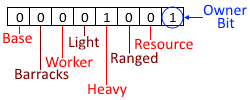 0 0 0 0 1 0 0 1
Owner
Bit
Base
Light
Resource
Worker
Ranged
Barracks
Heavy